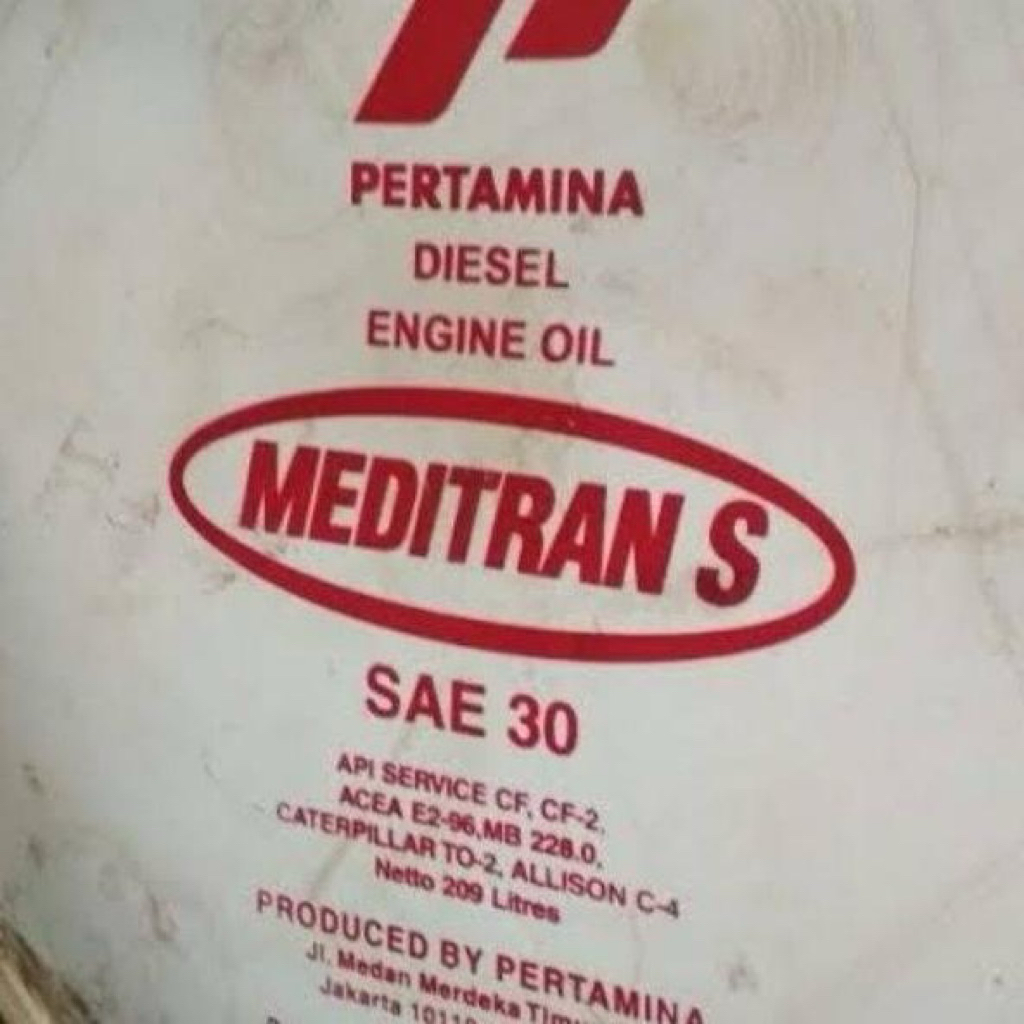 PERTAMINA
DIESEL
ENGINE OIL
MEDITRAN S
SAE 30
API SERVICE CF, CF-2,
ACEA E2-96,MB 228.0,
CATERPILLAR TO-2, ALLISON C-4
Netto 209 Litres
PRODUCED BY PERTAMINA
Jl. Medan Merdeka
Jakarta